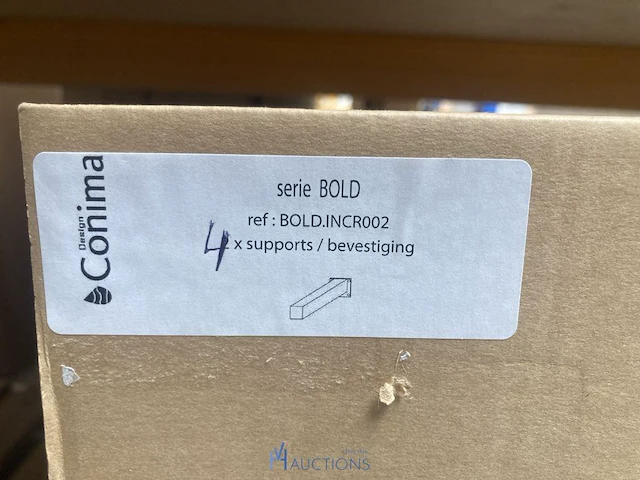 serie BOLD
ref : BOLD.INCR002
4 x supports / bevestiging
Design
Conima
AUCTIONS